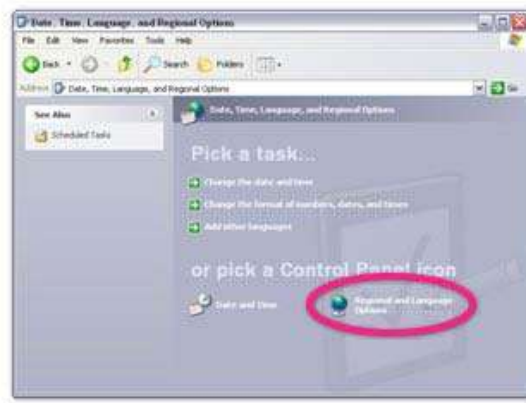 Date, Time, Language, and Regional Options
File Edit View Favorites Tools Help
Back Search Folders
Address Date, Time, Language, and Regional Options Go
See Also
Scheduled Tasks
Date, Time, Language, and Regional Options
Pick a task...
Change the date and time
Change the format of numbers, dates, and times
Add other languages
or pick a Control Panel icon
Date and Time
Regional and Language
Options